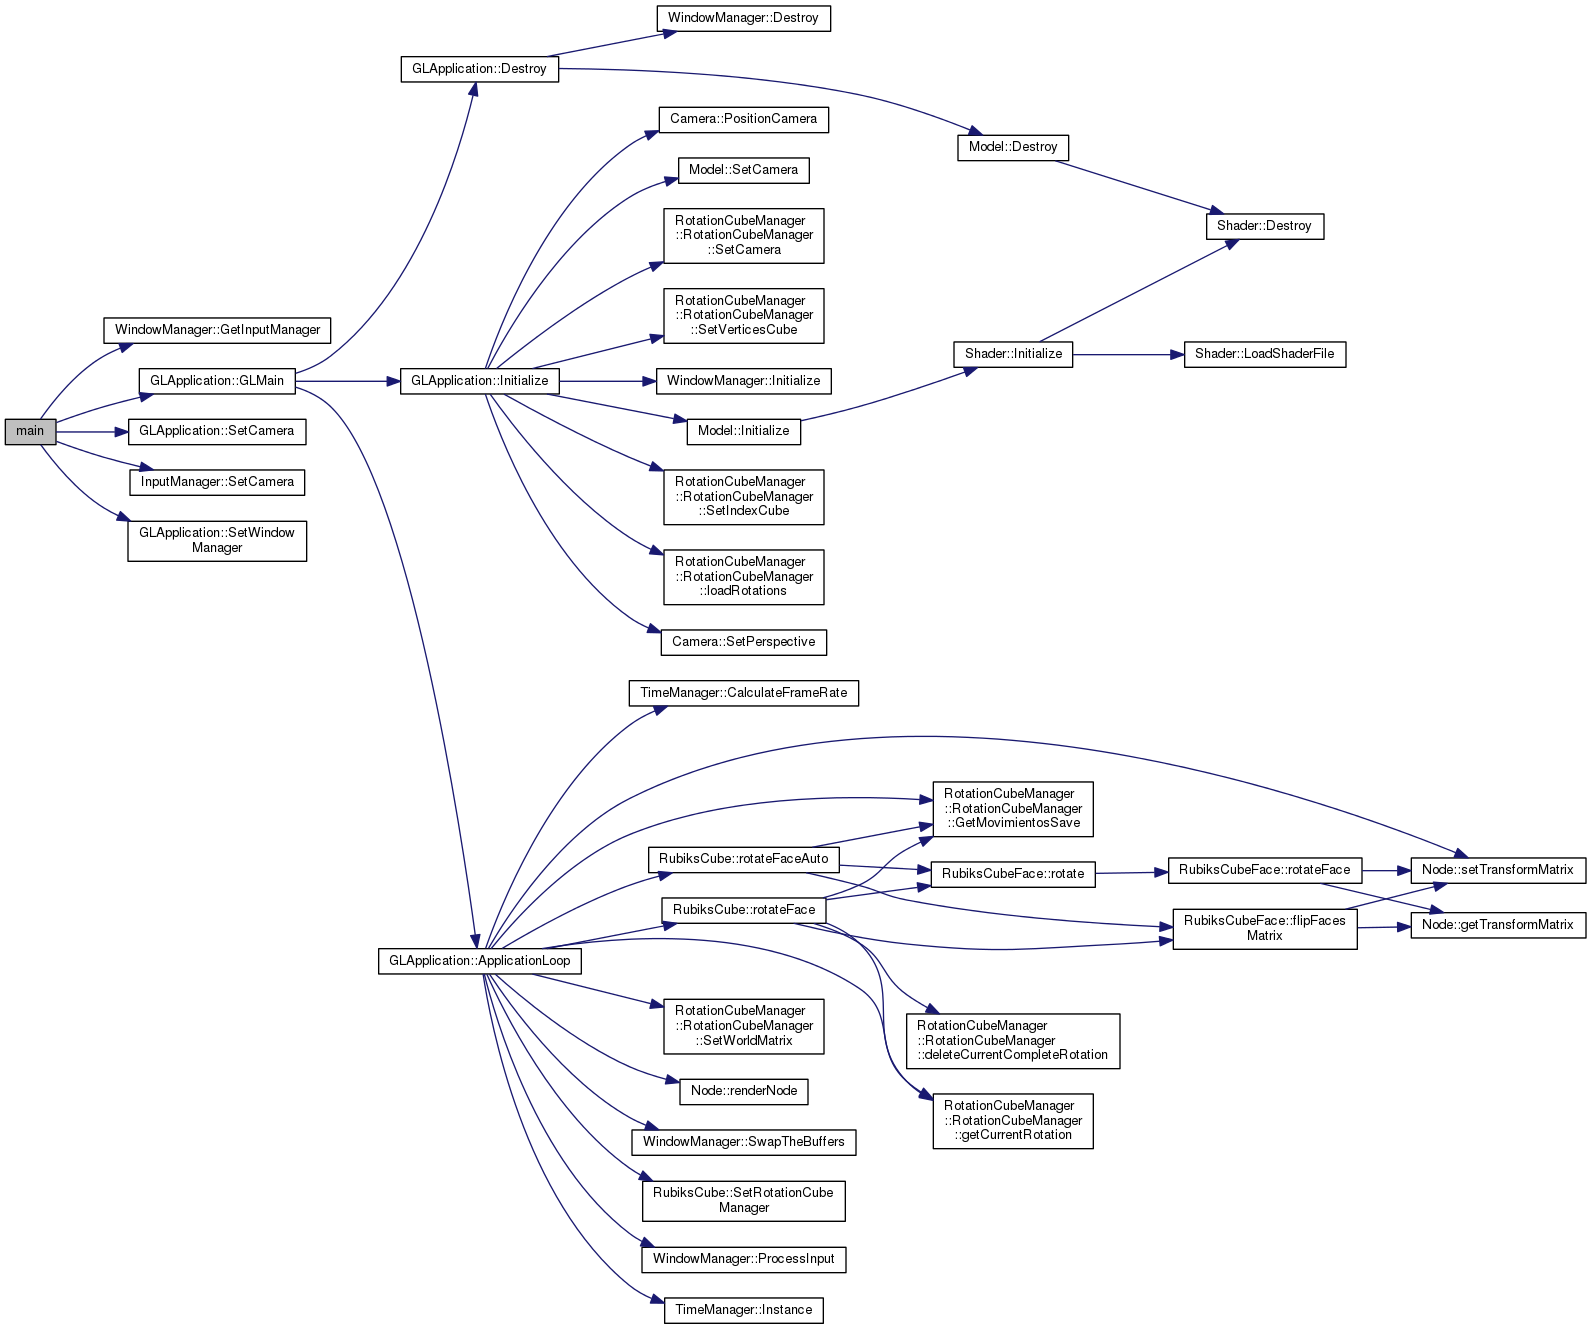 WindowManager::Destroy
GLApplication::Destroy
Camera::PositionCamera
Model::Destroy
Model::SetCamera
RotationCubeManager
::RotationCubeManager
::SetCamera
Shader::Destroy
RotationCubeManager
::RotationCubeManager
::SetVerticesCube
WindowManager::GetInputManager
Shader::Initialize
Shader::LoadShaderFile
GLApplication::GLMain
GLApplication::Initialize
WindowManager::Initialize
main
GLApplication::SetCamera
Model::Initialize
InputManager::SetCamera
RotationCubeManager
::RotationCubeManager
::SetIndexCube
GLApplication::SetWindow
Manager
RotationCubeManager
::RotationCubeManager
::loadRotations
Camera::SetPerspective
TimeManager::CalculateFrameRate
RotationCubeManager
::RotationCubeManager
::GetMovimientosSave
RubiksCube::rotateFaceAuto
RubiksCubeFace::rotate
RubiksCubeFace::rotateFace
Node::setTransformMatrix
RubiksCube::rotateFace
RubiksCubeFace::flipFaces
Matrix
Node::getTransformMatrix
GLApplication::ApplicationLoop
RotationCubeManager
::RotationCubeManager
::SetWorldMatrix
RotationCubeManager
::RotationCubeManager
::deleteCurrentCompleteRotation
Node::renderNode
RotationCubeManager
::RotationCubeManager
::getCurrentRotation
WindowManager::SwapTheBuffers
RubiksCube::SetRotationCube
Manager
WindowManager::ProcessInput
TimeManager::Instance